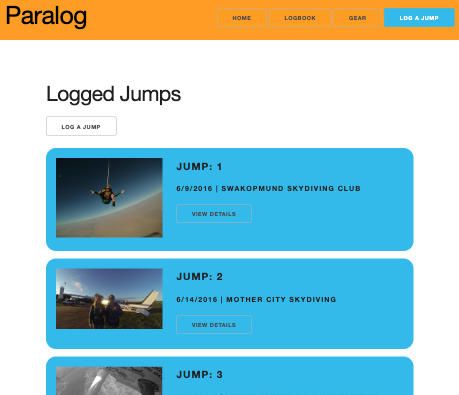 Paralog
HOME LOGBOOK GEAR LOG A JUMP
Logged Jumps
LOG A JUMP
JUMP: 1
6/9/2016 | SWAKOPMUND SKYDIVING CLUB
VIEW DETAILS
JUMP: 2
6/14/2016 | MOTHER CITY SKYDIVING
VIEW DETAILS
JUMP: 3